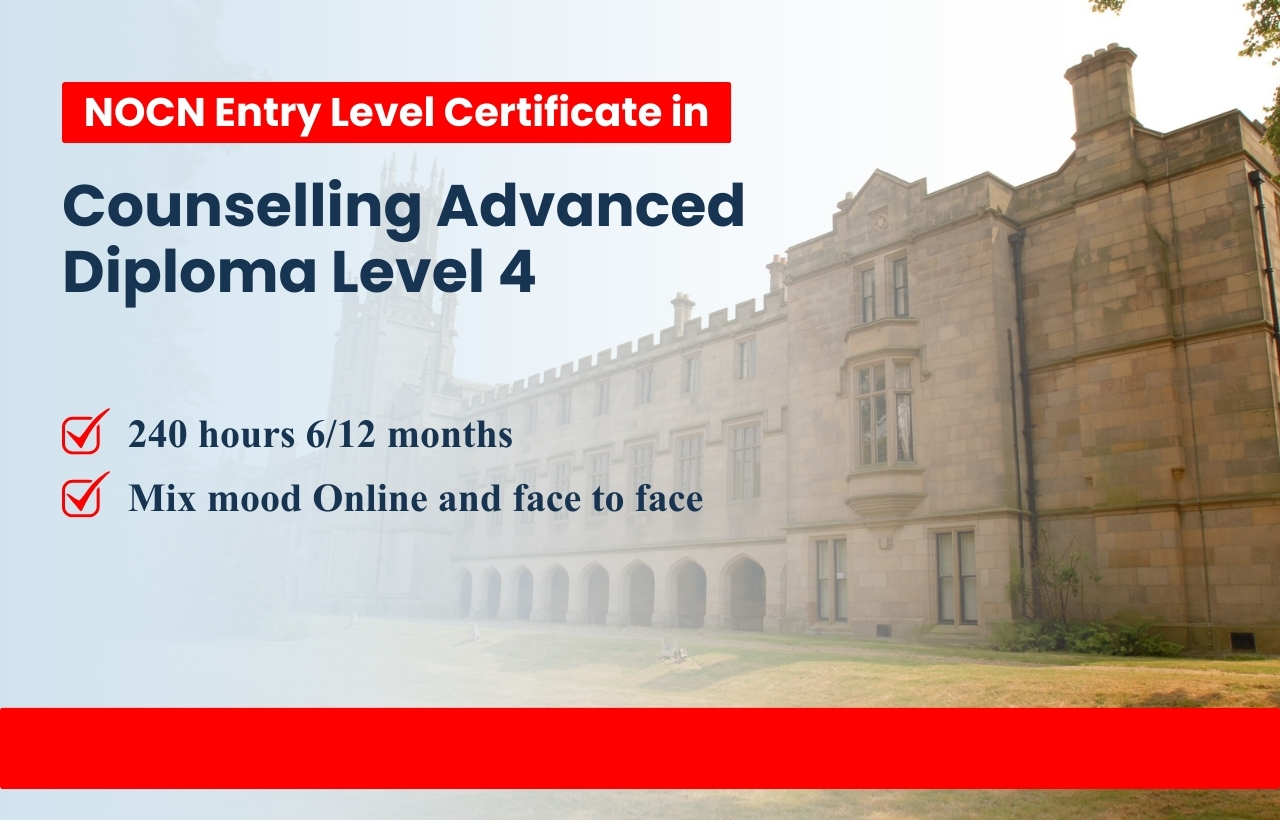 NOCN Entry Level Certificate in
Counselling Advanced
Diploma Level 4
240 hours 6/12 months
Mix mood Online and face to face